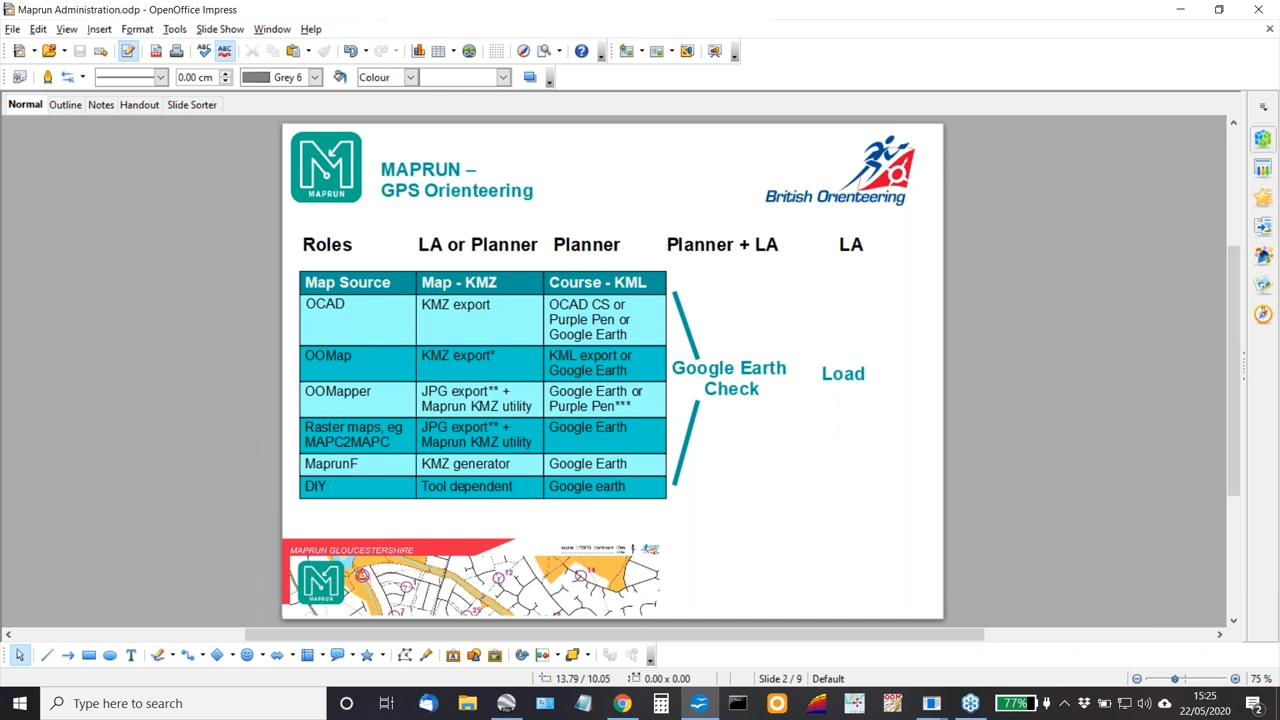 Maprun Administration.odp - OpenOffice Impress
File Edit View Insert Format Tools Slide Show Window Help
0.00 cm Grey 6 Colour
Normal Outline Notes Handout Slide Sorter
MAPRUN
MAPRUN –
GPS Orienteering
British Orienteering
Roles LA or Planner Planner Planner + LA LA
Map Source Map - KMZ Course - KML
OCAD KMZ export OCAD CS or
Purple Pen or
Google Earth
OOMap KMZ export* KML export or
Google Earth
OOMapper JPG export** +
Maprun KMZ utility
Google Earth or
Purple Pen***
Raster maps, eg
MAPC2MAPC
JPG export** +
Maprun KMZ utility
Google Earth
MaprunF KMZ generator Google Earth
DIY Tool dependent Google earth
Google Earth
Check
Load
MAPRUN GLOUCESTERSHIRE
MAPRUN
1
7
12
14
25
13.79 / 10.05 0.00 x 0.00 Slide 2 / 9 Default 75 %
Type here to search
77%
15:25
22/05/2020
2